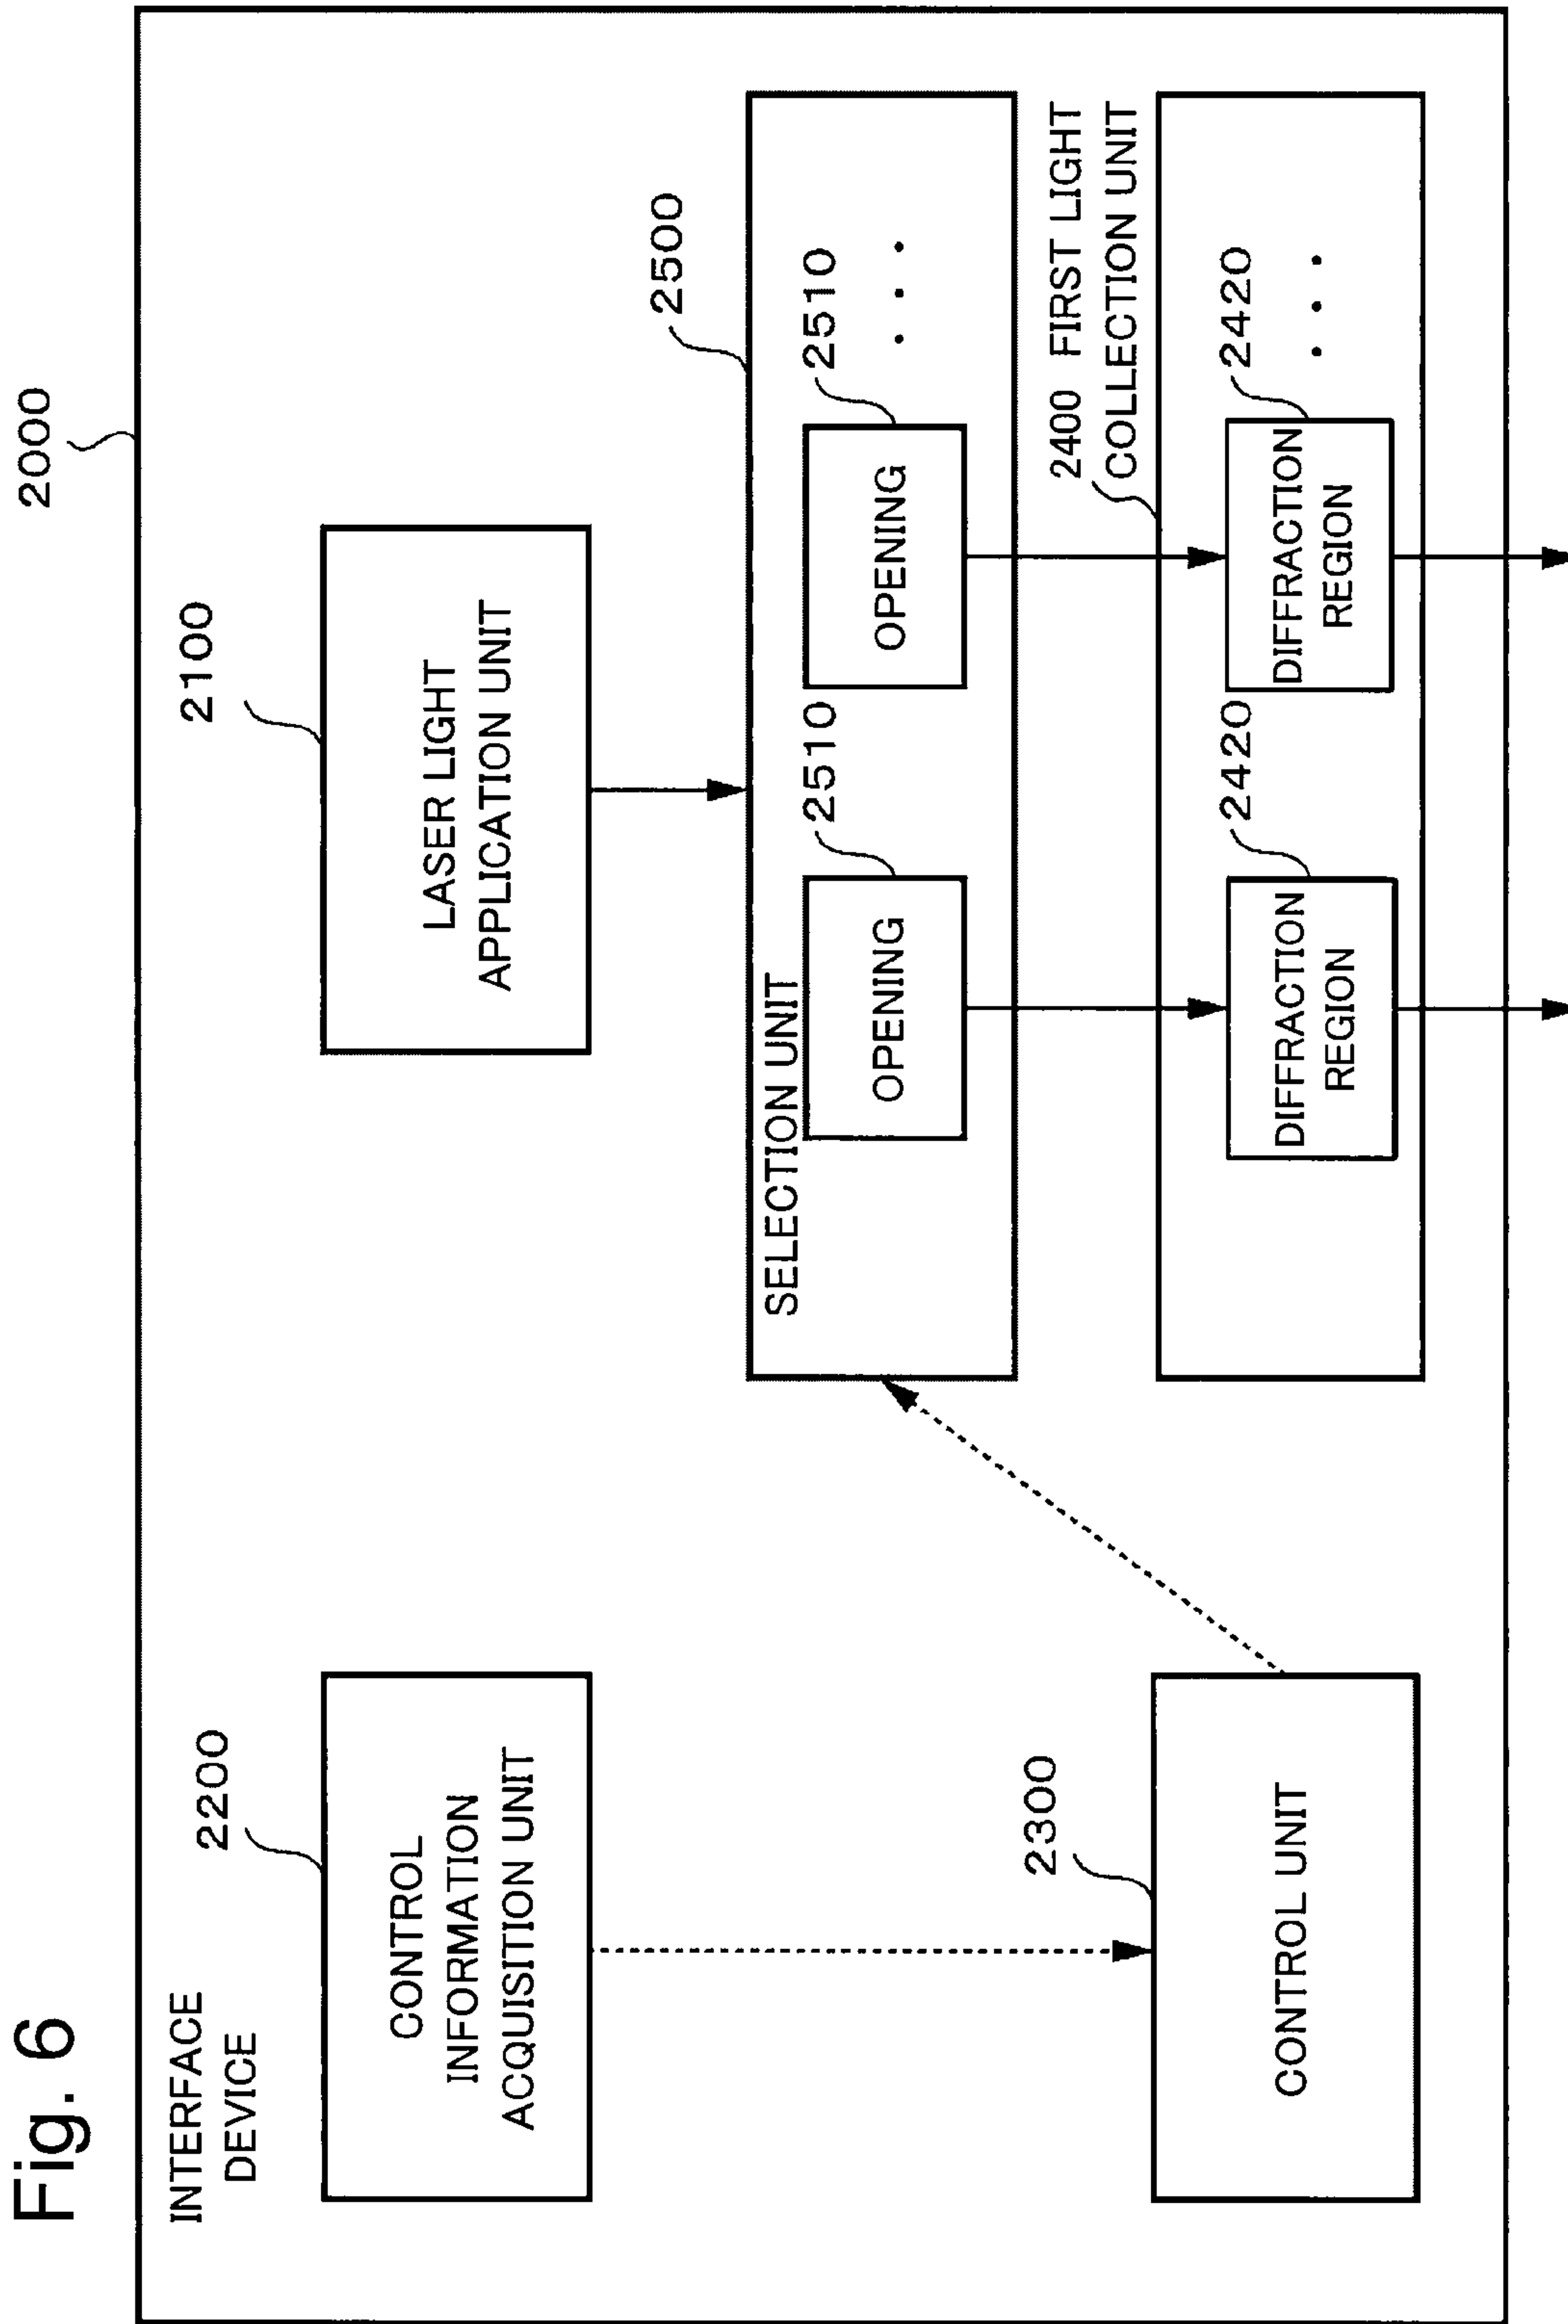 Fig. 6
2000
INTERFACE
DEVICE
2200
CONTROL
INFORMATION
ACQUISITION UNIT
2100
LASER LIGHT
APPLICATION UNIT
2500
SELECTION UNIT
2510
OPENING
2510
OPENING
. . .
2300
CONTROL UNIT
2400 FIRST LIGHT
COLLECTION UNIT
2420
DIFFRACTION
REGION
2420
DIFFRACTION
REGION
. . .